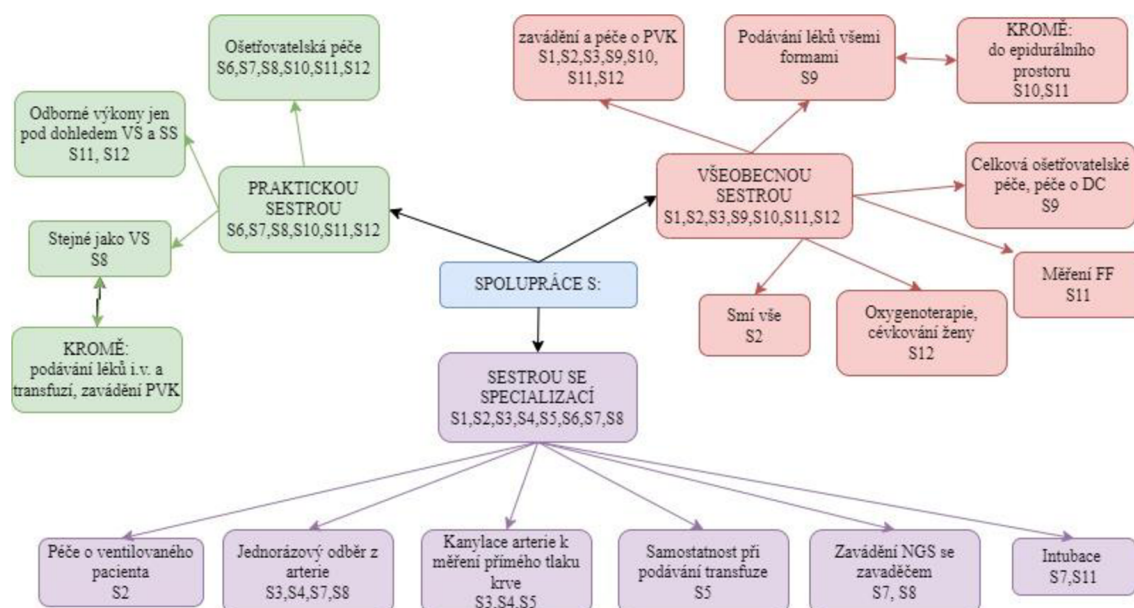 Ošetřovatelská péče
S6,S7,S8,S10,S11,S12
Odborné výkony jen
pod dohledem VS a SS
S11, S12
PRAKTICKOU
SESTROU
S6,S7,S8,S10,S11,S12
Stejné jako VS
S8
KROMĚ:
podávání léků i.v. a
transfuzí, zavádění PVK
zavádění a péče o PVK
S1,S2,S3,S9,S10,
S11,S12
Podávání léků všemi
formami
S9
KROMĚ:
do epidurálního
prostoru
S10,S11
VŠEOBECNOU
SESTROU
S1,S2,S3,S9,S10,S11,S12
Celková ošetřovatelské
péče, péče o DC
S9
Měření FF
S11
Smí vše
S2
Oxygenoterapie,
cévkování ženy
S12
SPOLUPRÁCE S:
SESTROU SE
SPECIALIZACÍ
S1,S2,S3,S4,S5,S6,S7,S8
Péče o ventilovaného
pacienta
S2
Jednorázový odběr z
arterie
S3,S4,S7,S8
Kanylace arterie k
měření přímého tlaku
krve
S3,S4,S5
Samostatnost při
podávání transfuze
S5
Zavádění NGS se
zavaděčem
S7, S8
Intubace
S7,S11